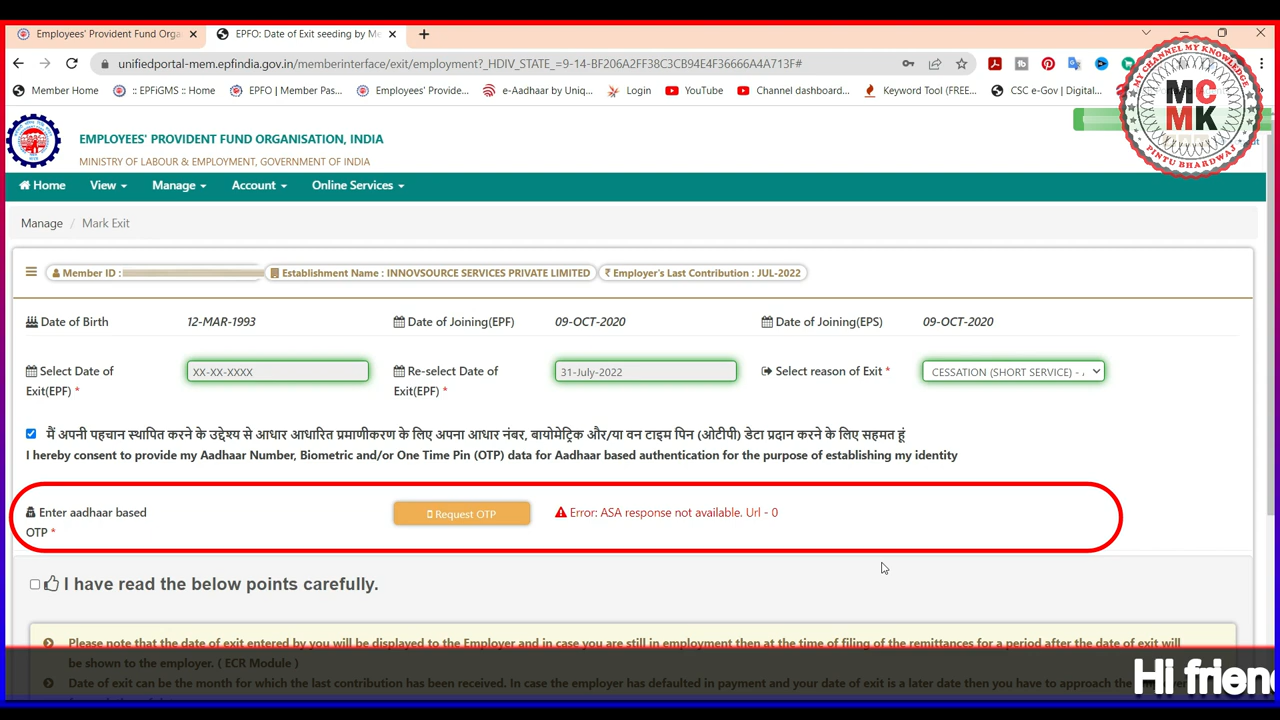 Employees' Provident Fund Orga
EPFO: Date of Exit seeding by Me
unifiedportal-mem.epfindia.gov.in/memberinterface/exit/employment?_HDIV_STATE_=9-14-BF206A2FF38C3CB94E4F36F66A4A713F#
Member Home
:: EPFiGMS :: Home
EPFO | Member Pas...
Employees' Provide...
e-Aadhaar by Uniq...
Login
YouTube
Channel dashboard...
Keyword Tool (FREE...
CSC e-Gov | Digital...
MY CHANNEL MY KNOWLEDGE
MC
MK
PINTU BHARDWAJ
EMPLOYEES' PROVIDENT FUND ORGANISATION, INDIA
MINISTRY OF LABOUR & EMPLOYMENT, GOVERNMENT OF INDIA
Home View Manage Account Online Services
Manage / Mark Exit
Member ID :
Establishment Name : INNOVSOURCE SERVICES PRIVATE LIMITED
₹ Employer's Last Contribution : JUL-2022
Date of Birth 12-MAR-1993 Date of Joining(EPF) 09-OCT-2020 Date of Joining(EPS) 09-OCT-2020
Select Date of XX-XX-XXXX Re-select Date of 31-July-2022 Select reason of Exit * CESSATION (SHORT SERVICE) -
Exit(EPF) * Exit(EPF) *
मैं अपनी पहचान स्थापित करने के उद्देश्य से आधार आधारित प्रमाणीकरण के लिए अपना आधार नंबर, बायोमेट्रिक और/या वन टाइम पिन (ओटीपी) डेटा प्रदान करने के लिए सहमत हूं
I hereby consent to provide my Aadhaar Number, Biometric and/or One Time Pin (OTP) data for Aadhaar based authentication for the purpose of establishing my identity
Enter aadhaar based Request OTP Error: ASA response not available. Url - 0
OTP *
I have read the below points carefully.
Please note that the date of exit entered by you will be displayed to the Employer and in case you are still in employment then at the time of filing of the remittances for a period after the date of exit will
be shown to the employer. ( ECR Module )
Date of exit can be the month for which the last contribution has been received. In case the employer has defaulted in payment and your date of exit is a later date then you have to approach the
Hi frien